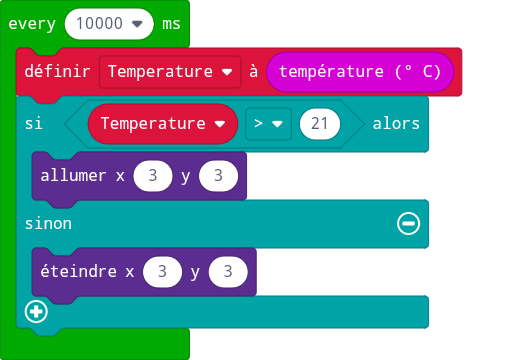 every 10000 ms
définir Temperature à température (° C)
si Temperature > 21 alors
allumer x 3 y 3
sinon
éteindre x 3 y 3